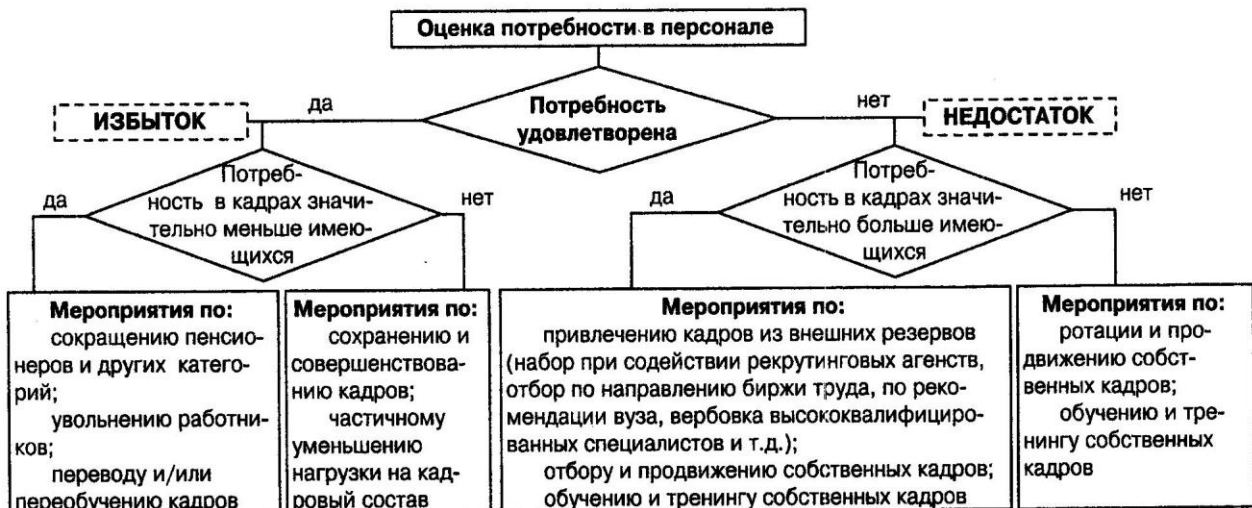 Оценка потребности в персонале
да
нет
ИЗБЫТОК
Потребность
удовлетворена
НЕДОСТАТОК
да
Потреб-
ность в кадрах значи-
тельно меньше имею-
щихся
нет
да
Потреб-
ность в кадрах значи-
тельно больше имею-
щихся
нет
Мероприятия по:
сокращению пенсио-
неров и других катего-
рий;
увольнению работни-
ков;
переводу и/или
переобучению кадров
Мероприятия по:
сохранению и
совершенствова-
нию кадров;
частичному
уменьшению
нагрузки на кад-
ровый состав
Мероприятия по:
привлечению кадров из внешних резервов
(набор при содействии рекрутинговых агенств,
отбор по направлению биржи труда, по реко-
мендации вуза, вербовка высококвалифициро-
ванных специалистов и т.д.);
отбору и продвижению собственных кадров;
обучению и тренингу собственных кадров
Мероприятия по:
ротации и про-
движению собст-
венных кадров;
обучению и тре-
нингу собственных
кадров